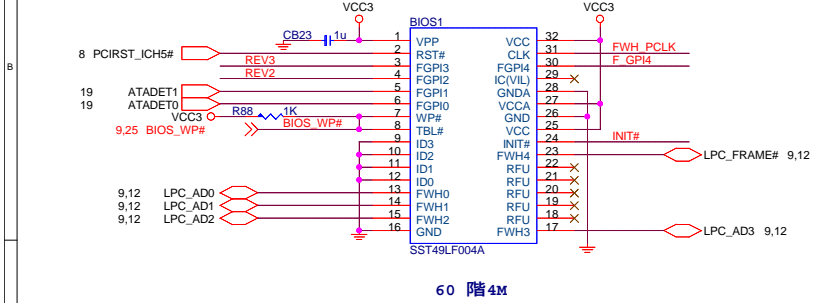 VCC3 VCC3
BIOS1
CB23 1u
1 VPP VCC 32
8 PCIRST_ICH5# 2 RST# CLK 31 FWH_PCLK
REV3 3 FGPI3 FGPI4 30 F_GPI4
REV2 4 FGPI2 IC(VIL) 29
19 ATADET1 5 FGPI1 GNDA 28
19 ATADET0 6 FGPI0 VCCA 27
VCC3 R88 1K 7 WP# GND 26
9,25 BIOS_WP# BIOS_WP# 8 TBL# VCC 25
9 ID3 INIT# 24 INIT#
10 ID2 FWH4 23 LPC_FRAME# 9,12
11 ID1 RFU 22
12 ID0 RFU 21
9,12 LPC_AD0 13 FWH0 RFU 20
9,12 LPC_AD1 14 FWH1 RFU 19
9,12 LPC_AD2 15 FWH2 RFU 18
16 GND FWH3 17 LPC_AD3 9,12
SST49LF004A
60 階4M
B